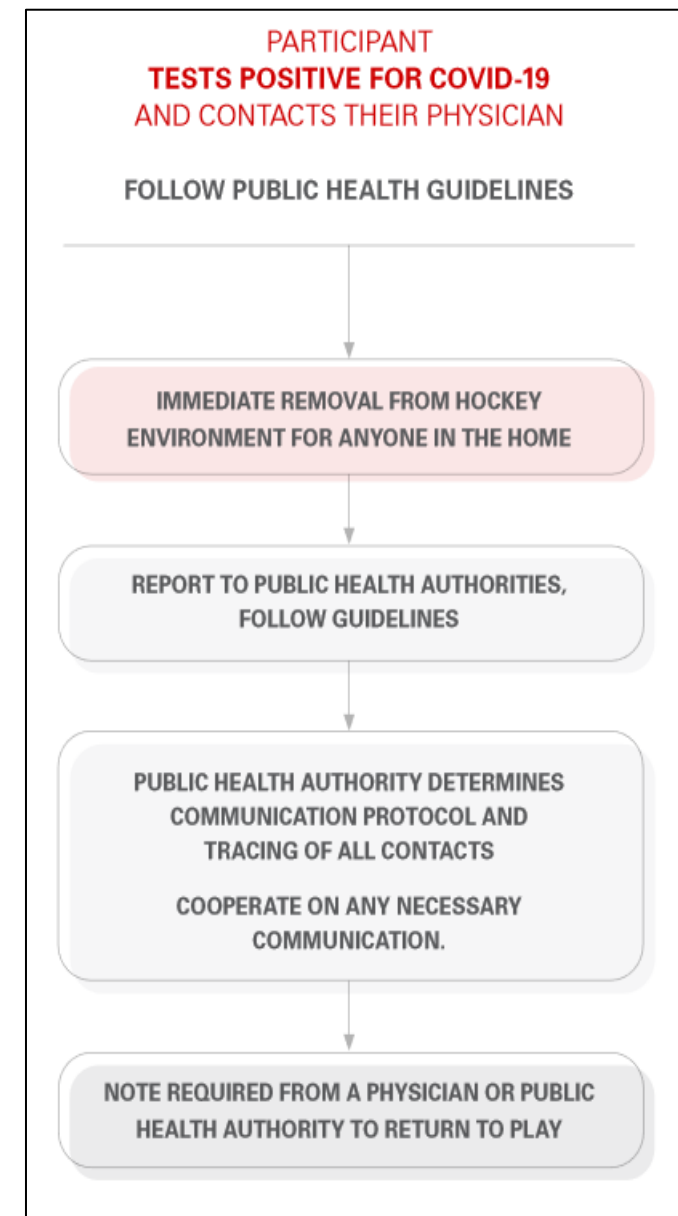 PARTICIPANT
TESTS POSITIVE FOR COVID-19
AND CONTACTS THEIR PHYSICIAN
FOLLOW PUBLIC HEALTH GUIDELINES
IMMEDIATE REMOVAL FROM HOCKEY
ENVIRONMENT FOR ANYONE IN THE HOME
REPORT TO PUBLIC HEALTH AUTHORITIES,
FOLLOW GUIDELINES
PUBLIC HEALTH AUTHORITY DETERMINES
COMMUNICATION PROTOCOL AND
TRACING OF ALL CONTACTS
COOPERATE ON ANY NECESSARY
COMMUNICATION.
NOTE REQUIRED FROM A PHYSICIAN OR PUBLIC
HEALTH AUTHORITY TO RETURN TO PLAY